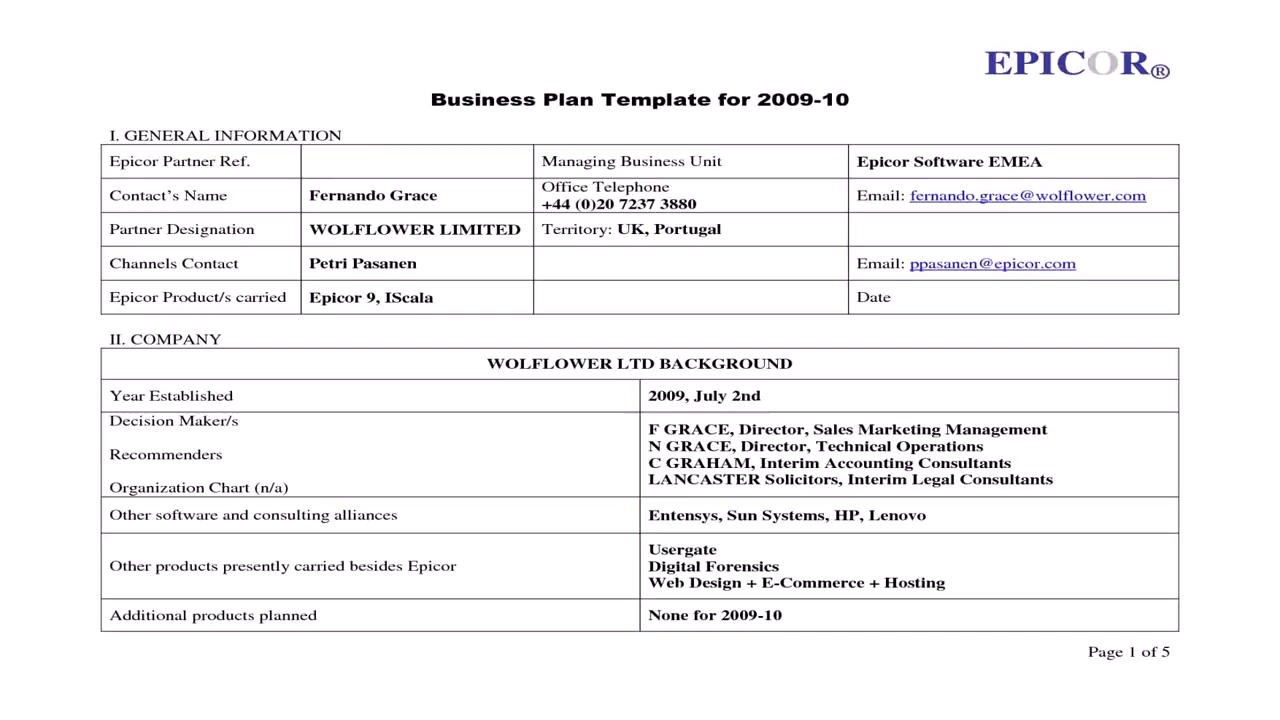 EPICOR®
Business Plan Template for 2009-10
I. GENERAL INFORMATION
Epicor Partner Ref.
Managing Business Unit
Epicor Software EMEA
Contact’s Name
Fernando Grace
Office Telephone
+44 (0)20 7237 3880
Email: fernando.grace@wolflower.com
Partner Designation
WOLFLOWER LIMITED
Territory: UK, Portugal
Channels Contact
Petri Pasanen
Email: ppasanen@epicor.com
Epicor Product/s carried
Epicor 9, IScala
Date
II. COMPANY
WOLFLOWER LTD BACKGROUND
Year Established
2009, July 2nd
Decision Maker/s
Recommenders
Organization Chart (n/a)
F GRACE, Director, Sales Marketing Management
N GRACE, Director, Technical Operations
C GRAHAM, Interim Accounting Consultants
LANCASTER Solicitors, Interim Legal Consultants
Other software and consulting alliances
Entensys, Sun Systems, HP, Lenovo
Other products presently carried besides Epicor
Usergate
Digital Forensics
Web Design + E-Commerce + Hosting
Additional products planned
None for 2009-10
Page 1 of 5